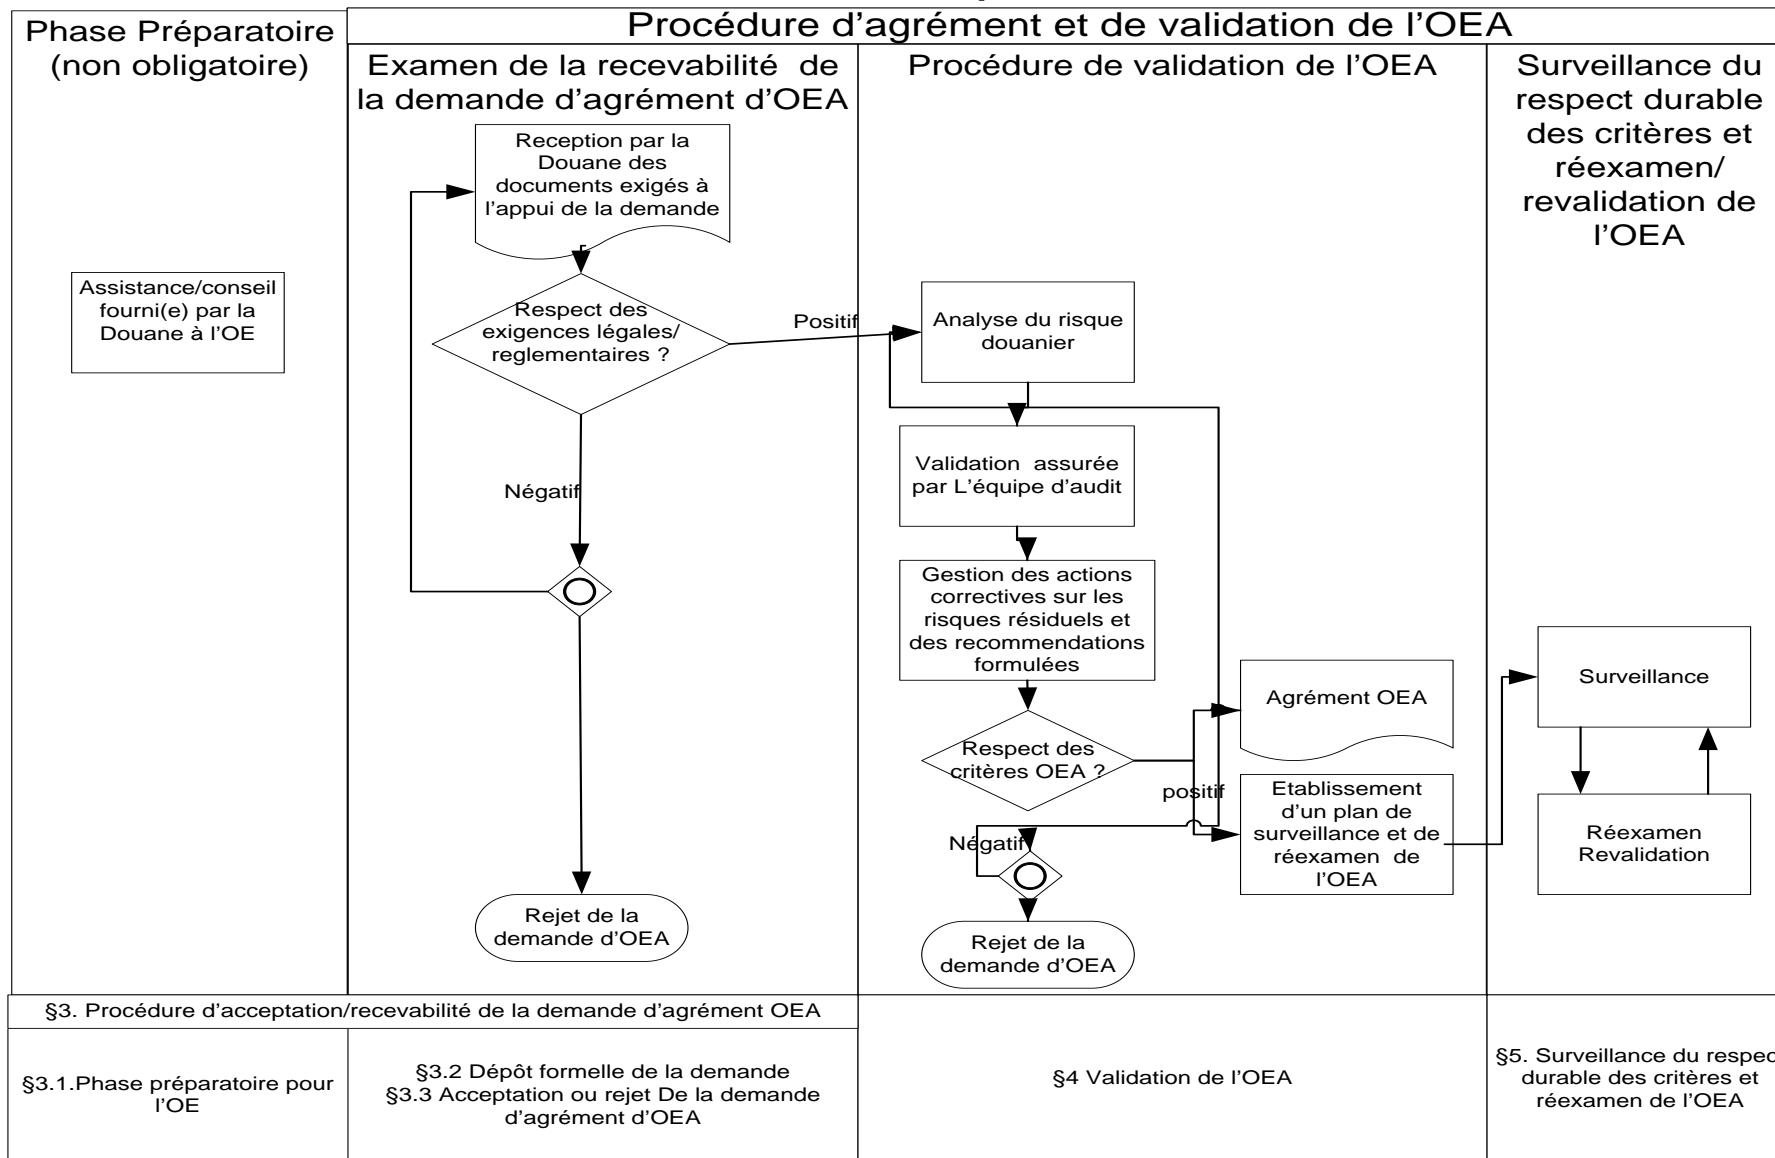 Procédure d'agrément et de validation de l'OEA
Phase Préparatoire
(non obligatoire)
Examen de la recevabilité de
la demande d'agrément d'OEA
Procédure de validation de l'OEA
Surveillance du
respect durable
des critères et
réexamen/
revalidation de
l'OEA
Assistance/conseil
fourni(e) par la
Douane à l'OE
Reception par la
Douane des
documents exigés à
l'appui de la demande
Respect des
exigences légales/
reglementaires ?
Positif
Négatif
Rejet de la
demande d'OEA
Analyse du risque
douanier
Validation assurée
par L'équipe d'audit
Gestion des actions
correctives sur les
risques résiduels et
des recommendations
formulées
Respect des
critères OEA ?
positif
Négatif
Rejet de la
demande d'OEA
Agrément OEA
Etablissement
d'un plan de
surveillance et de
réexamen de
l'OEA
Surveillance
Réexamen
Revalidation
§3. Procédure d'acceptation/recevabilité de la demande d'agrément OEA
§3.1.Phase préparatoire pour
l'OE
§3.2 Dépôt formelle de la demande
§3.3 Acceptation ou rejet De la demande
d'agrément d'OEA
§4 Validation de l'OEA
§5. Surveillance du respec
durable des critères et
réexamen de l'OEA